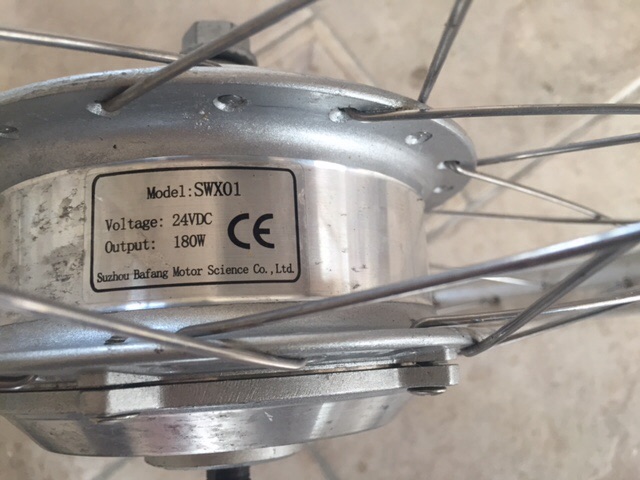 Model:SWX01
Voltage: 24VDC
Output: 180W
CE
Suzhou Bafang Motor Science Co.,Ltd.